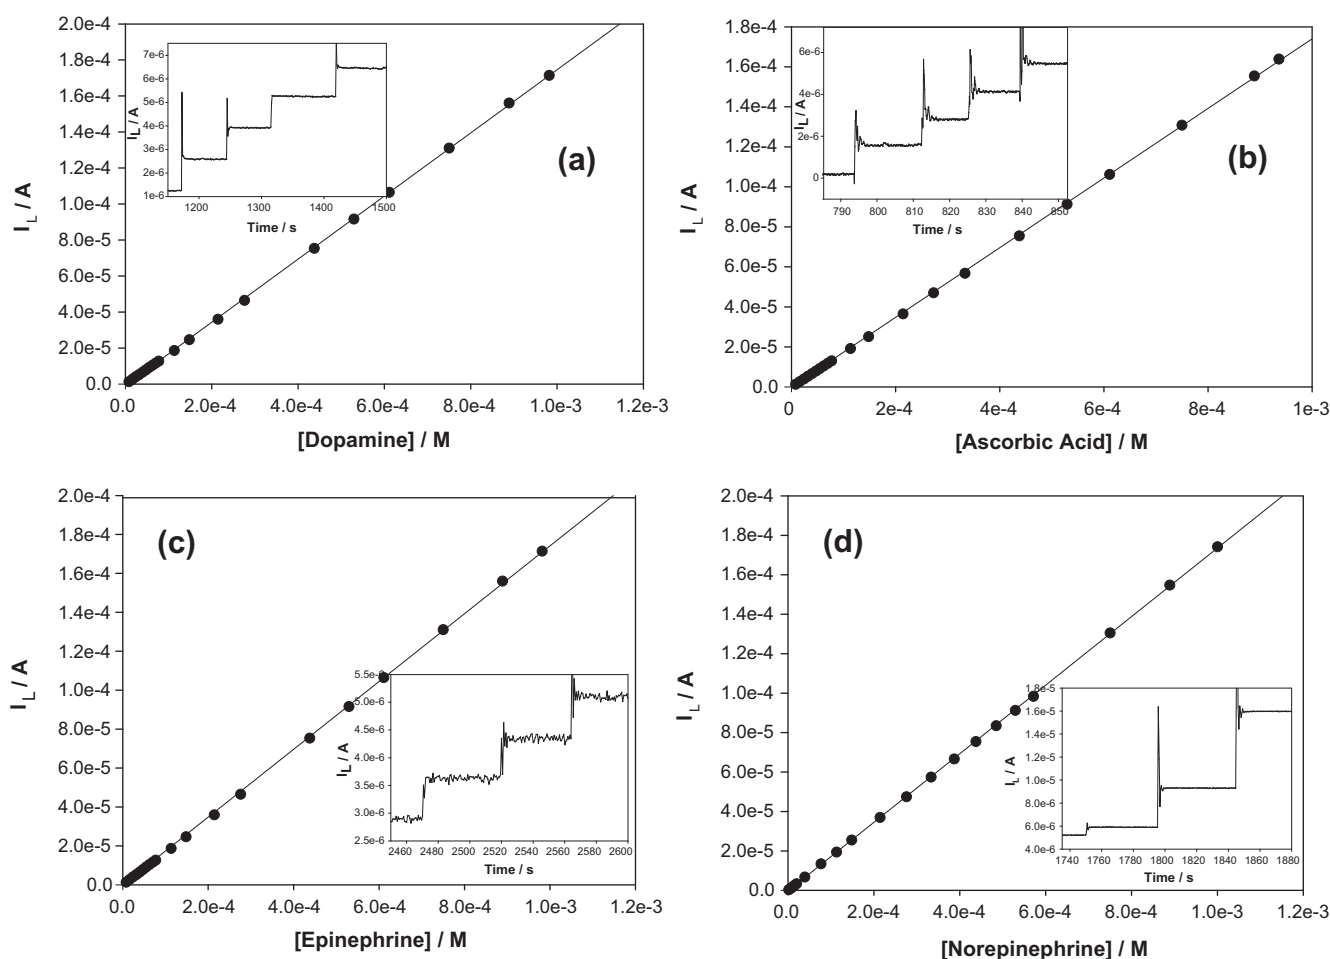 2.0e-4
1.8e-4
1.6e-4
1.4e-4
1.2e-4
1.0e-4
8.0e-5
6.0e-5
4.0e-5
2.0e-5
0.0
I L / A
0.0 2.0e-4 4.0e-4 6.0e-4 8.0e-4 1.0e-3 1.2e-3
[Dopamine] / M
(a)
7e-6
6e-6
5e-6
4e-6
3e-6
2e-6
1e-6
IL / A
1200 1300 1400 1500
Time / s
1.8e-4
1.6e-4
1.4e-4
1.2e-4
1.0e-4
8.0e-5
6.0e-5
4.0e-5
2.0e-5
0.0
I L / A
0 2e-4 4e-4 6e-4 8e-4 1e-3
[Ascorbic Acid] / M
(b)
6e-6
4e-6
2e-6
0
IL / A
790 800 810 820 830 840 850
Time / s
2.0e-4
1.8e-4
1.6e-4
1.4e-4
1.2e-4
1.0e-4
8.0e-5
6.0e-5
4.0e-5
2.0e-5
0.0
I L / A
0.0 2.0e-4 4.0e-4 6.0e-4 8.0e-4 1.0e-3 1.2e-3
[Epinephrine] / M
(c)
5.5e-6
5.0e-6
4.5e-6
4.0e-6
3.5e-6
3.0e-6
2.5e-6
IL / A
2460 2480 2500 2520 2540 2560 2580 2600
Time / s
2.0e-4
1.8e-4
1.6e-4
1.4e-4
1.2e-4
1.0e-4
8.0e-5
6.0e-5
4.0e-5
2.0e-5
0.0
I L / A
0.0 2.0e-4 4.0e-4 6.0e-4 8.0e-4 1.0e-3 1.2e-3
[Norepinephrine] / M
(d)
1.8e-5
1.6e-5
1.4e-5
1.2e-5
1.0e-5
8.0e-6
6.0e-6
4.0e-6
IL / A
1740 1760 1780 1800 1820 1840 1860 1880
Time / s